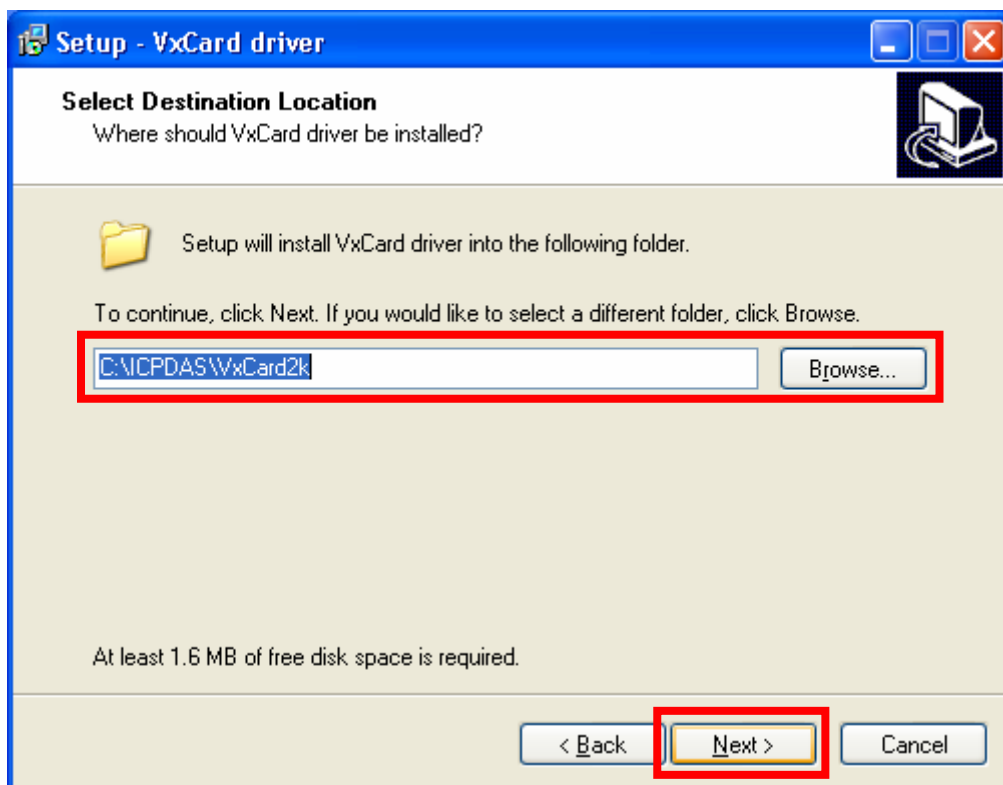 Setup - VxCard driver
Select Destination Location
Where should VxCard driver be installed?
Setup will install VxCard driver into the following folder.
To continue, click Next. If you would like to select a different folder, click Browse.
C:\ICPDAS\VxCard2k
Browse...
At least 1.6 MB of free disk space is required.
< Back
Next >
Cancel